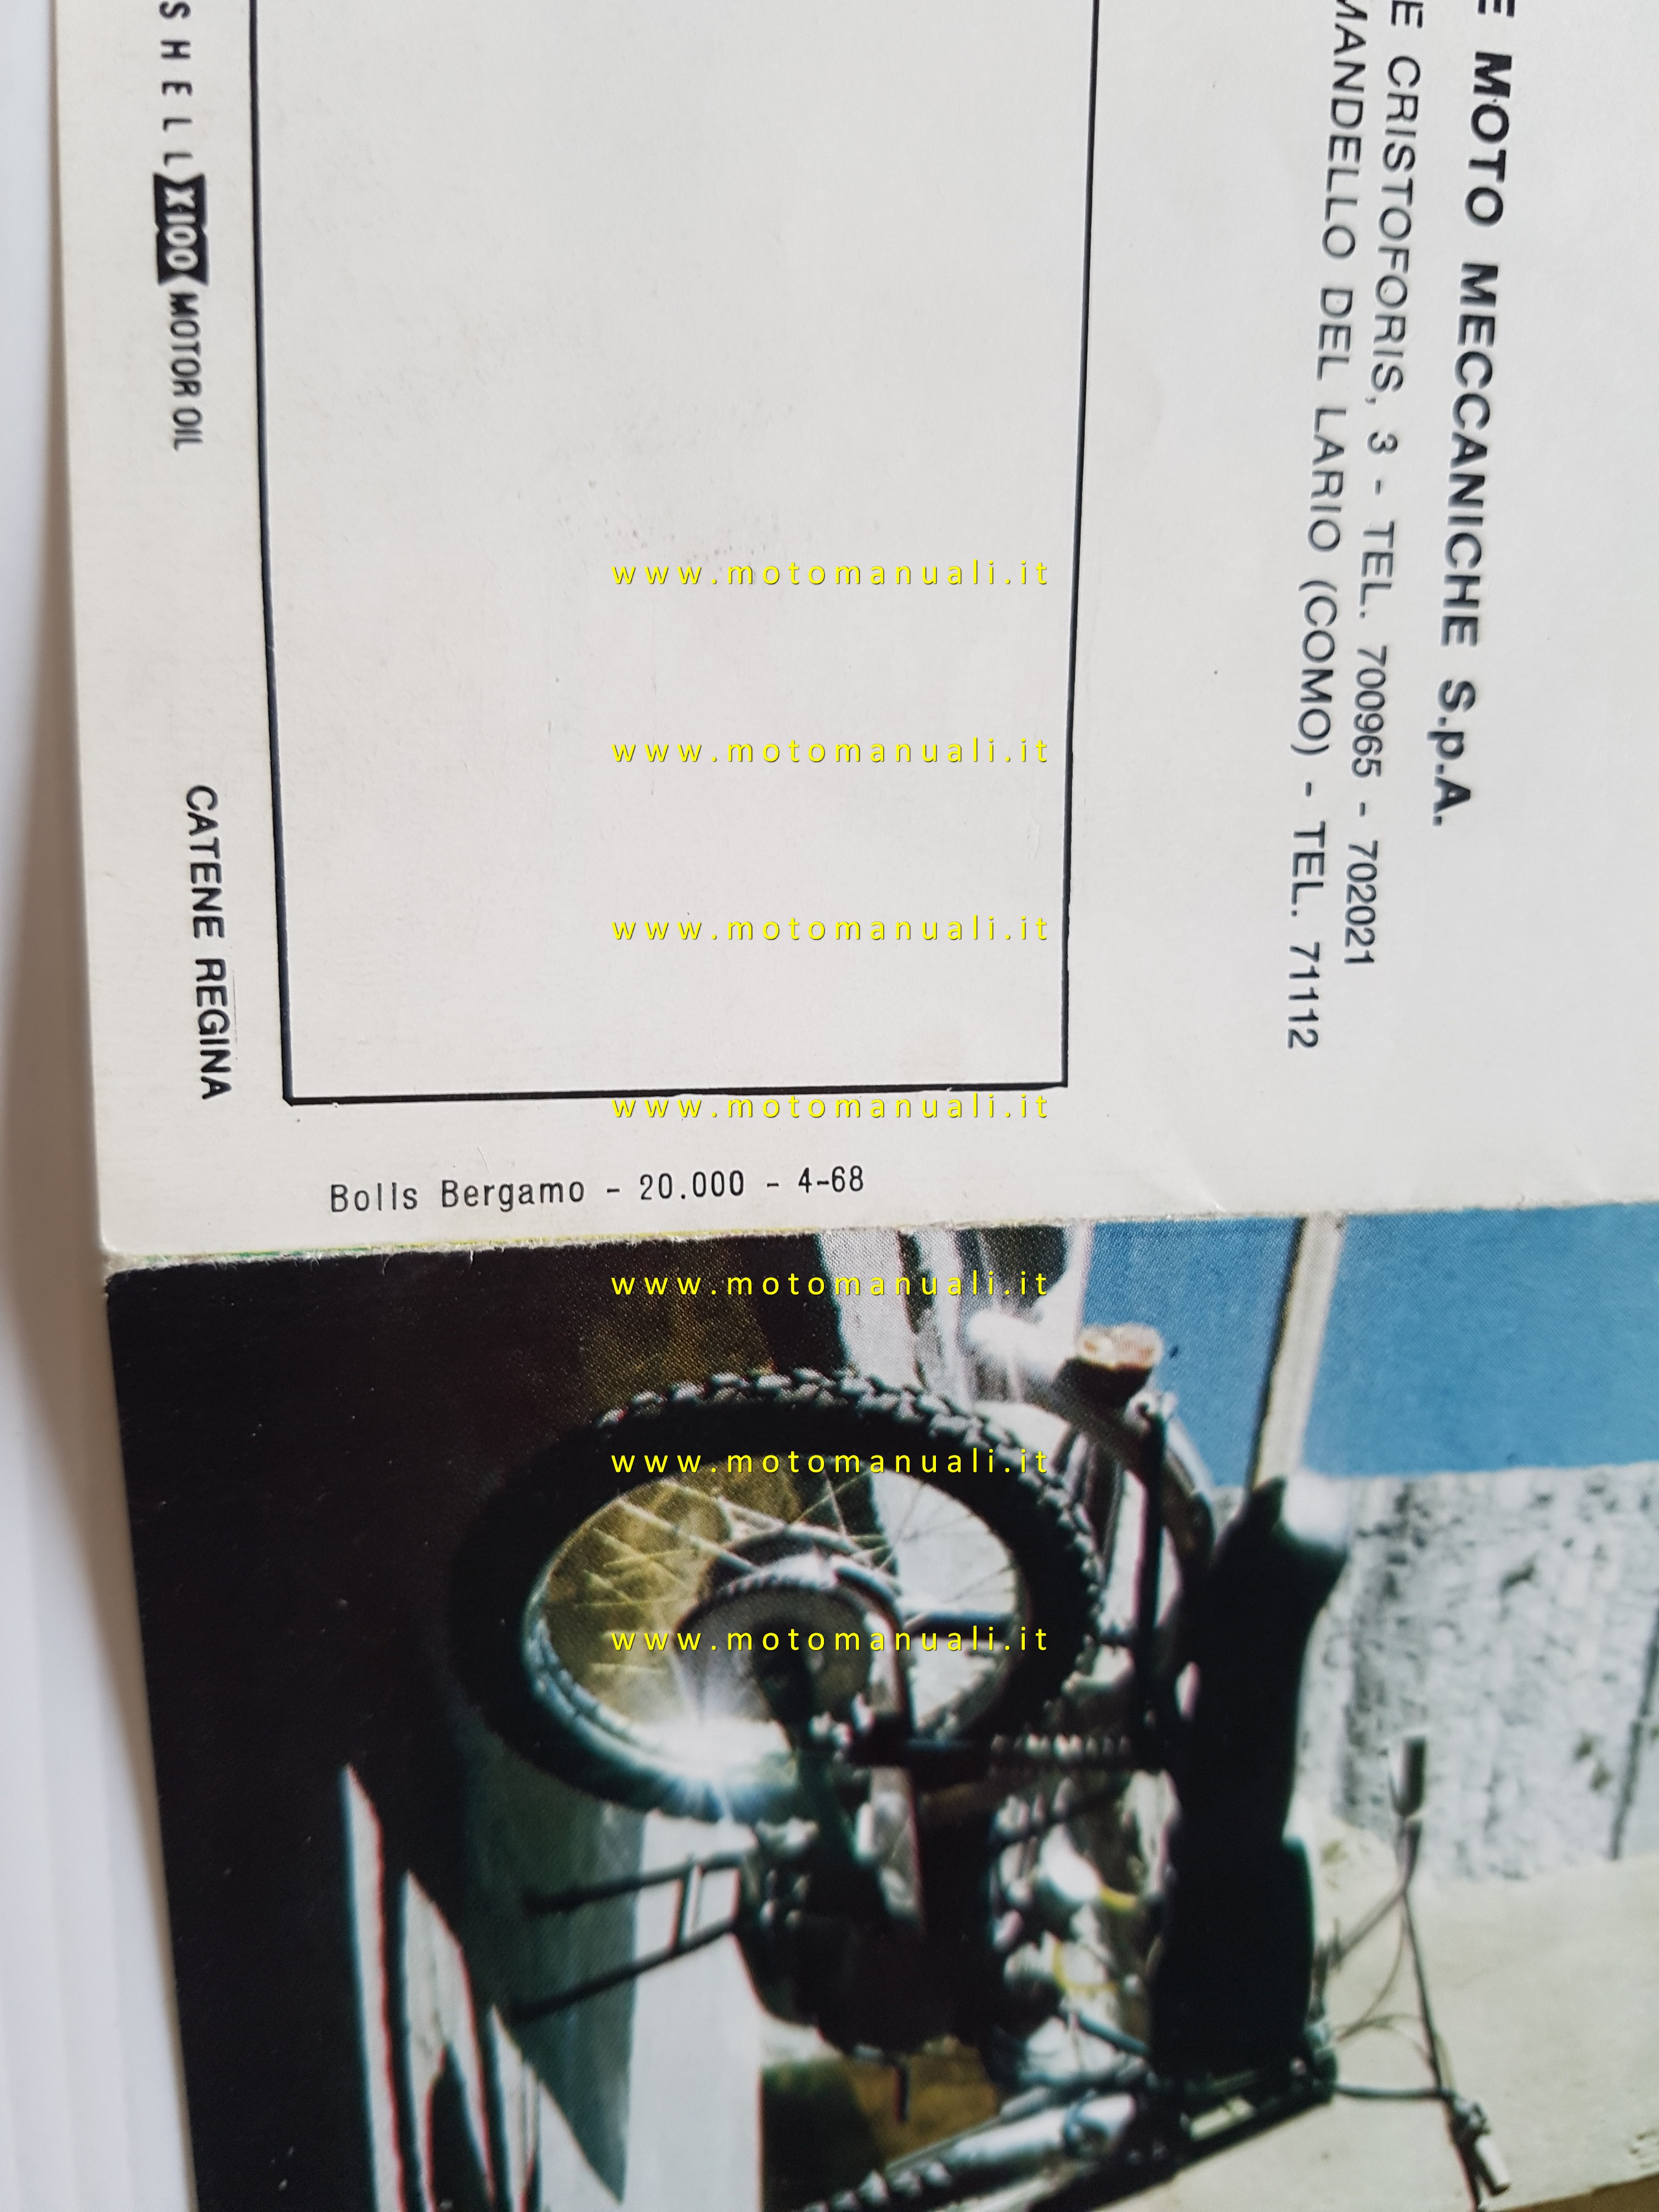 MOTO MECCANICHE S.p.A.
E CRISTOFORIS, 3 - TEL. 700965 - 702021
MANDELLO DEL LARIO (COMO) - TEL. 71112
SHELL X-100 MOTOR OIL
CATENE REGINA
Bolls Bergamo - 20.000 - 4-68
www.motomanuali.it
www.motomanuali.it
www.motomanuali.it
www.motomanuali.it
www.motomanuali.it
www.motomanuali.it
www.motomanuali.it